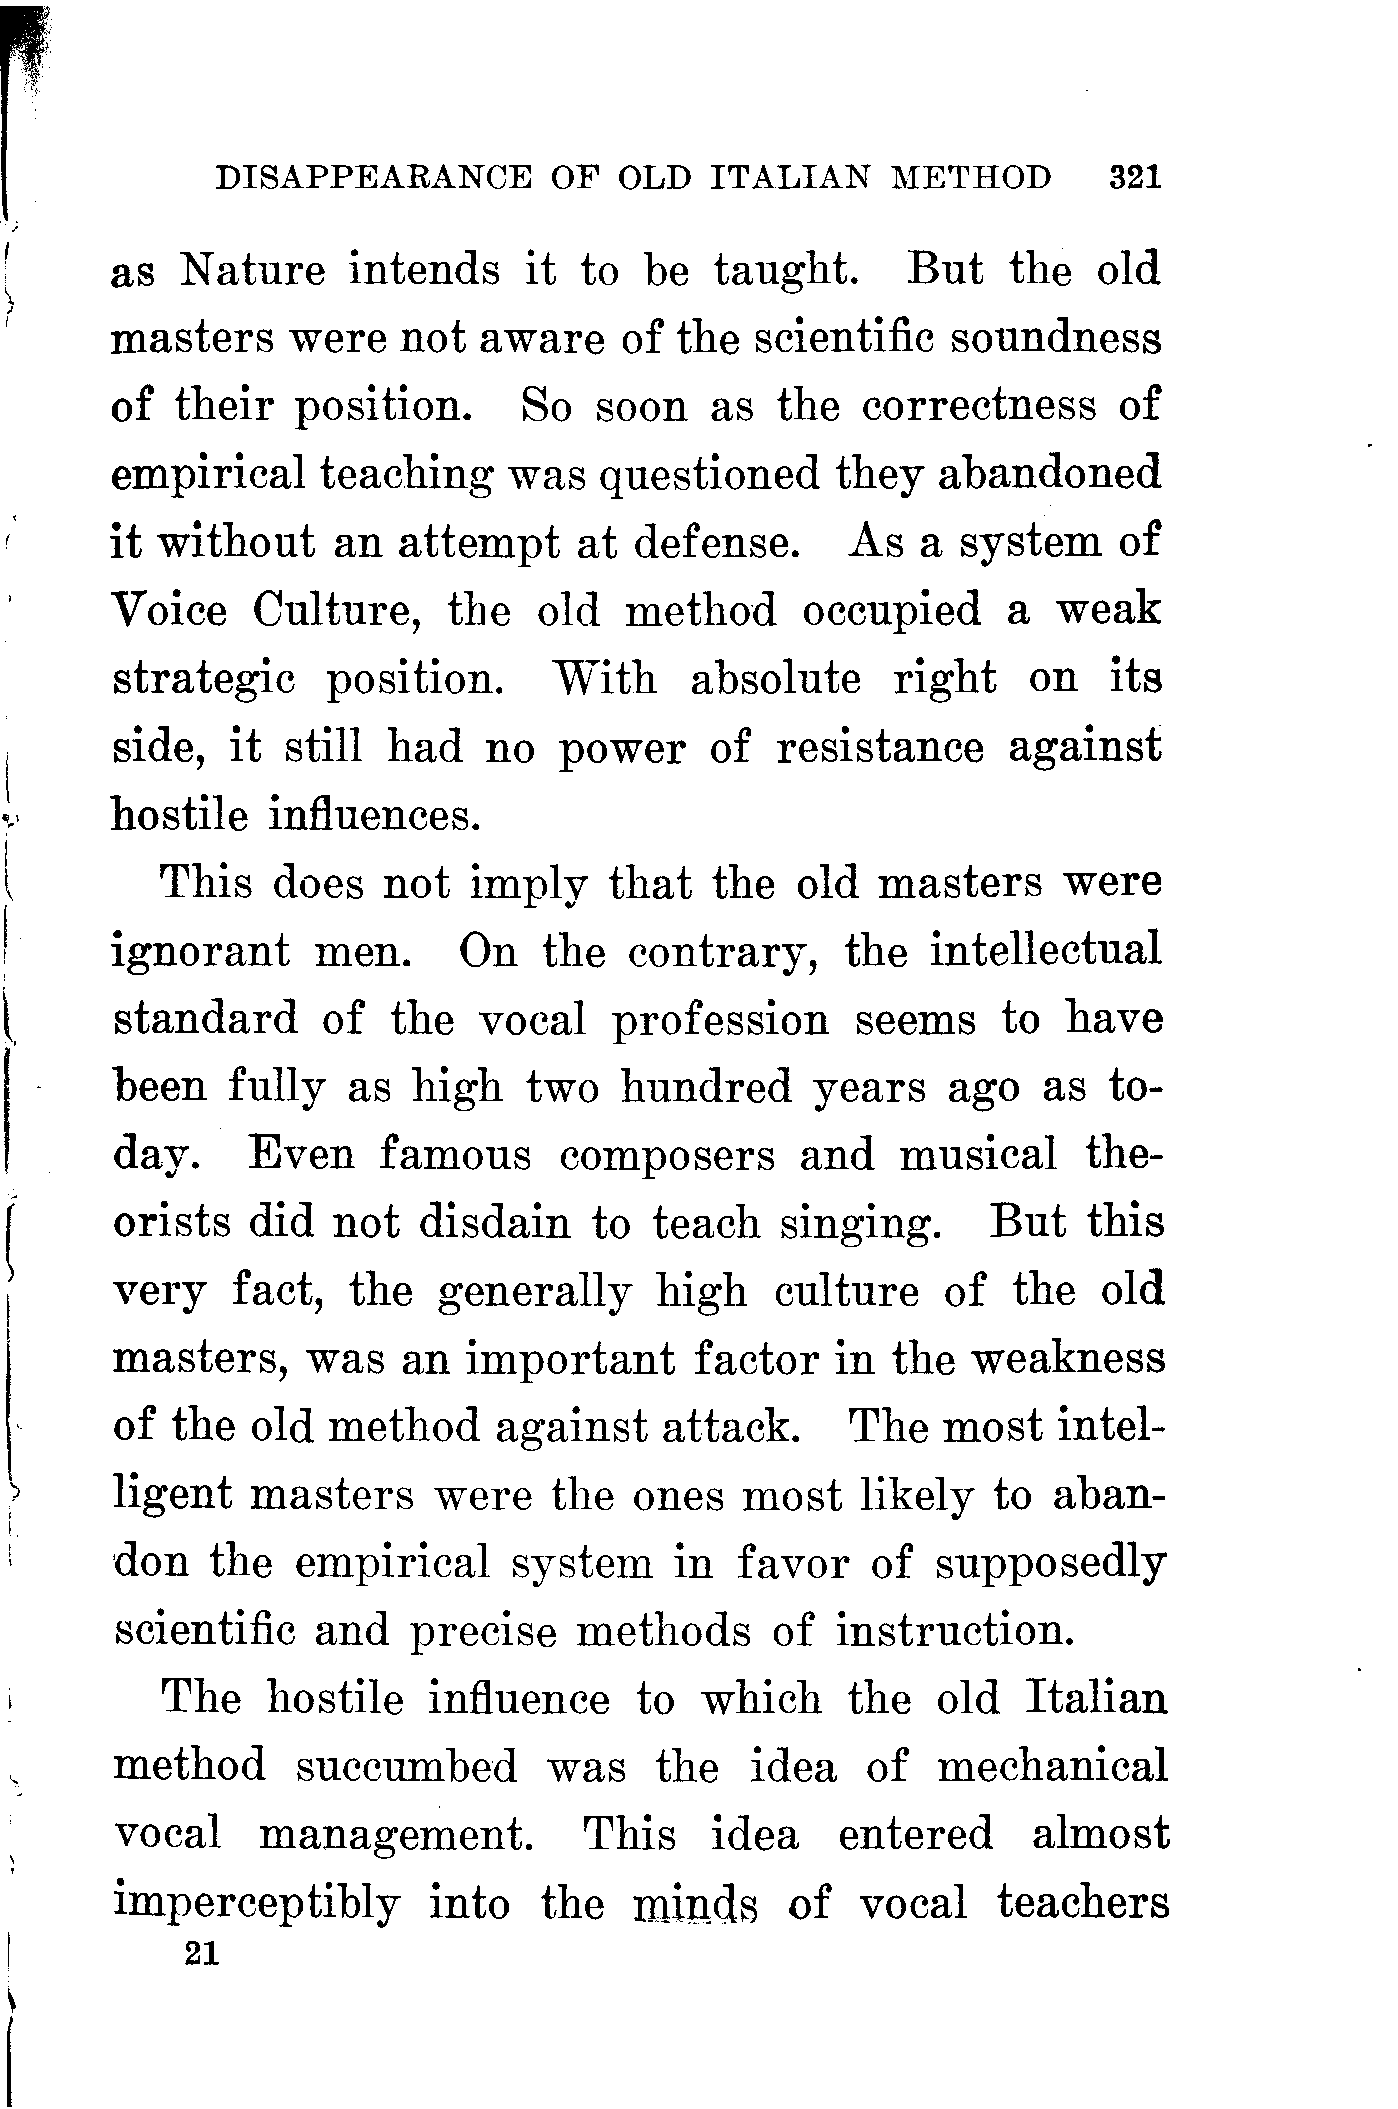 DISAPPEARANCE OF OLD ITALIAN METHOD 321
as Nature intends it to be taught. But the old
masters were not aware of the scientific soundness
of their position. So soon as the correctness of
empirical teaching was questioned they abandoned
it without an attempt at defense. As a system of
Voice Culture, the old method occupied a weak
strategic position. With absolute right on its
side, it still had no power of resistance against
hostile influences.
This does not imply that the old masters were
ignorant men. On the contrary, the intellectual
standard of the vocal profession seems to have
been fully as high two hundred years ago as to-
day. Even famous composers and musical the-
orists did not disdain to teach singing. But this
very fact, the generally high culture of the old
masters, was an important factor in the weakness
of the old method against attack. The most intel-
ligent masters were the ones most likely to aban-
don the empirical system in favor of supposedly
scientific and precise methods of instruction.
The hostile influence to which the old Italian
method succumbed was the idea of mechanical
vocal management. This idea entered almost
imperceptibly into the minds of vocal teachers
21